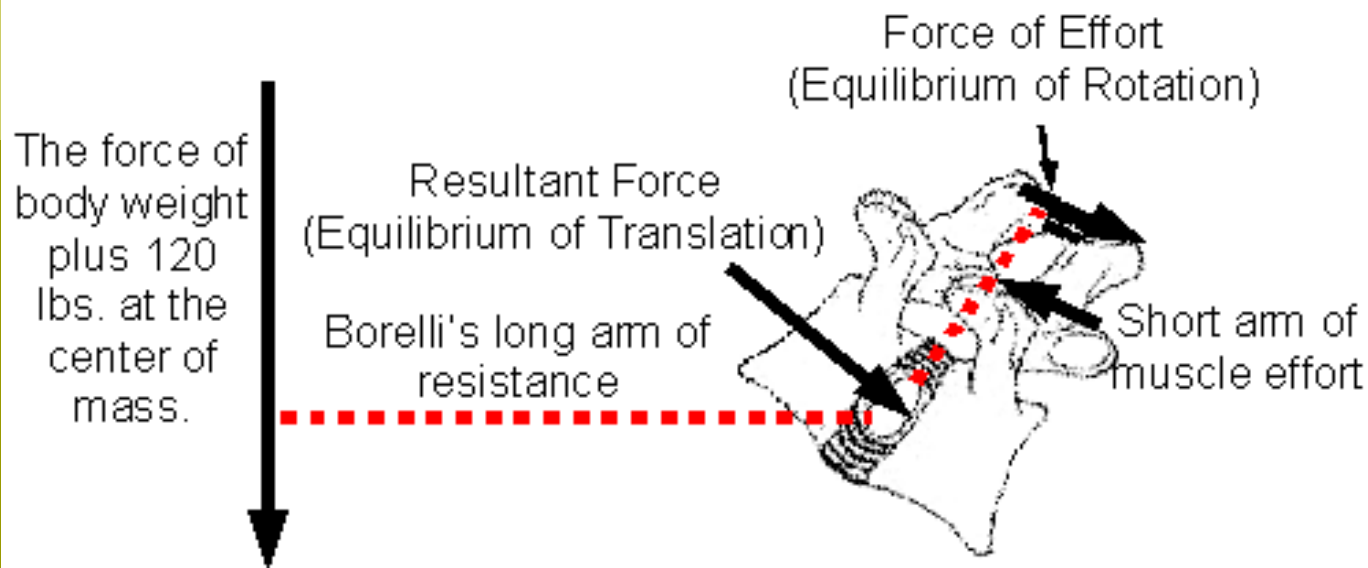 Force of Effort
(Equilibrium of Rotation)
The force of
body weight
plus 120
lbs. at the
center of
mass.
Resultant Force
(Equilibrium of Translation)
Borelli's long arm of
resistance
Short arm of
muscle effort